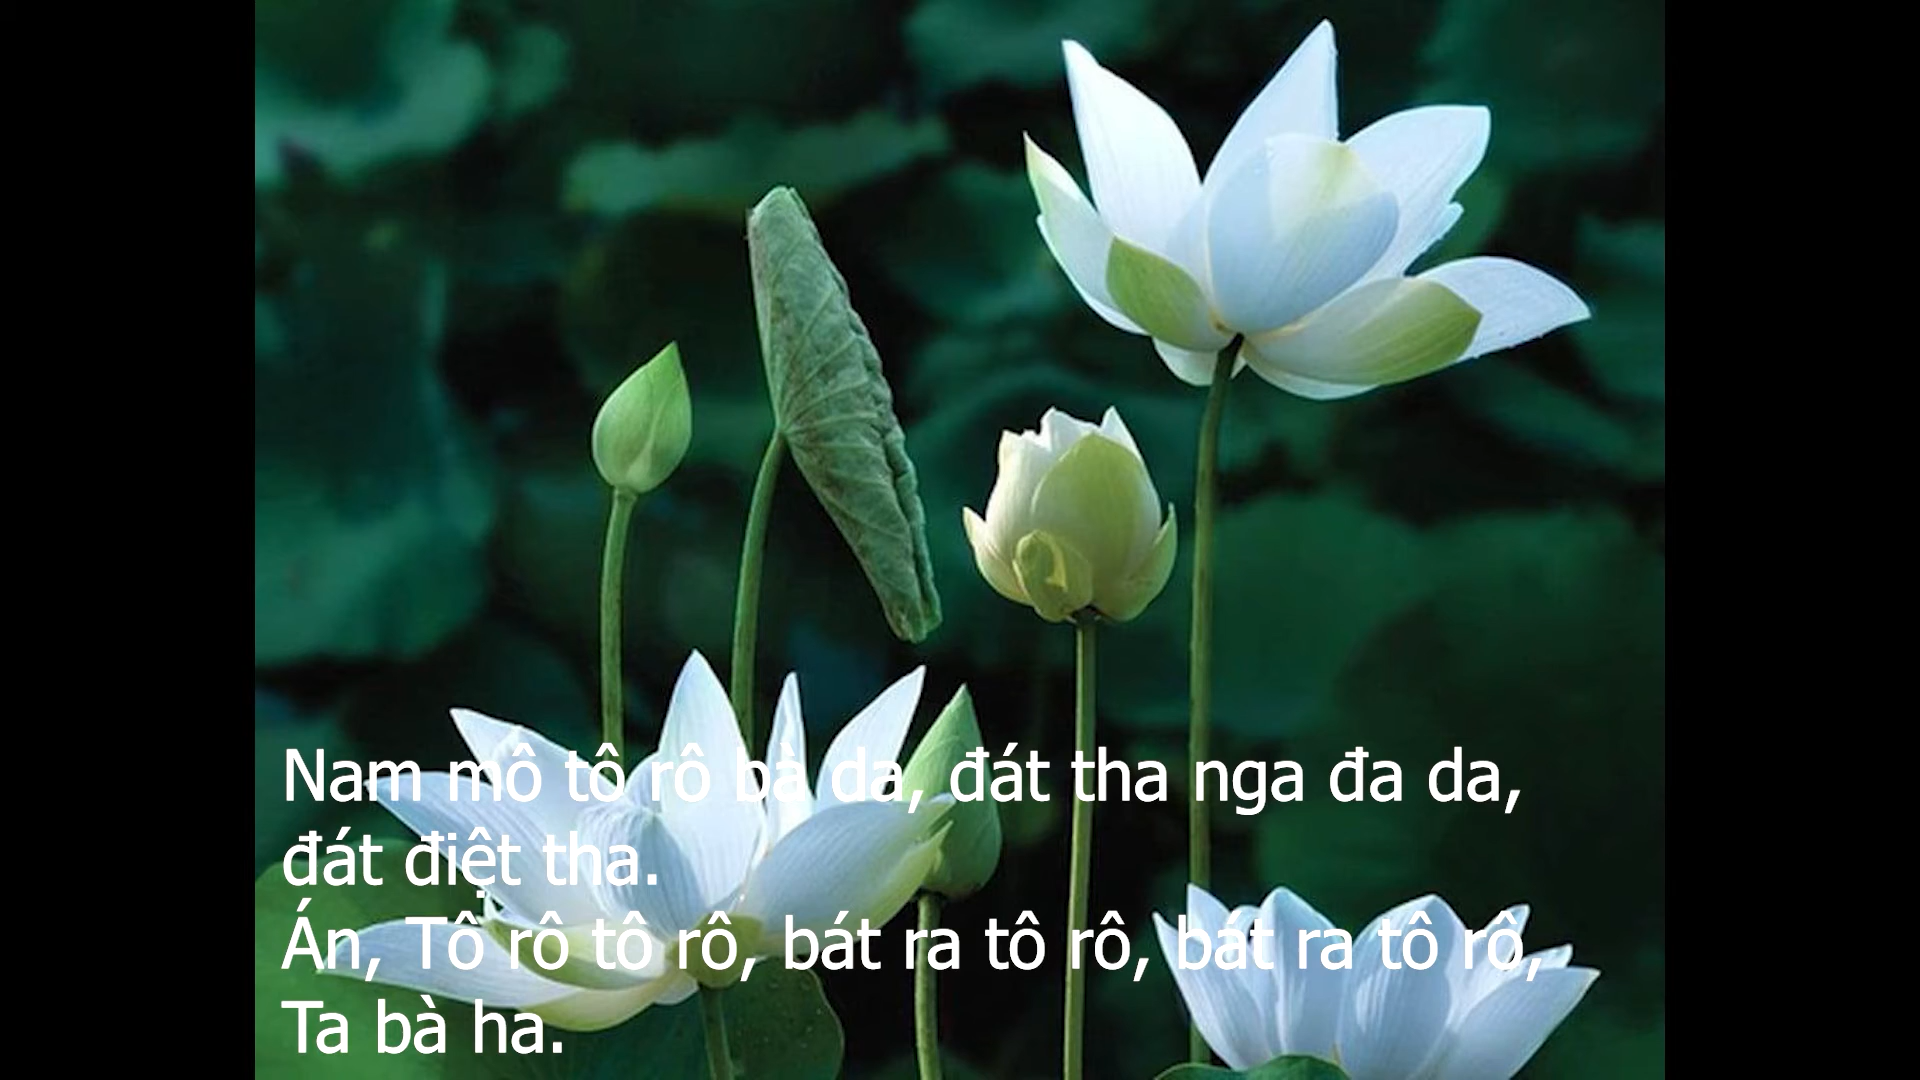 Nam mô tô rô bà da, đát tha nga đa da,
đát điệt tha.
Án, Tô rô tô rô, bát ra tô rô, bát ra tô rô,
Ta bà ha.